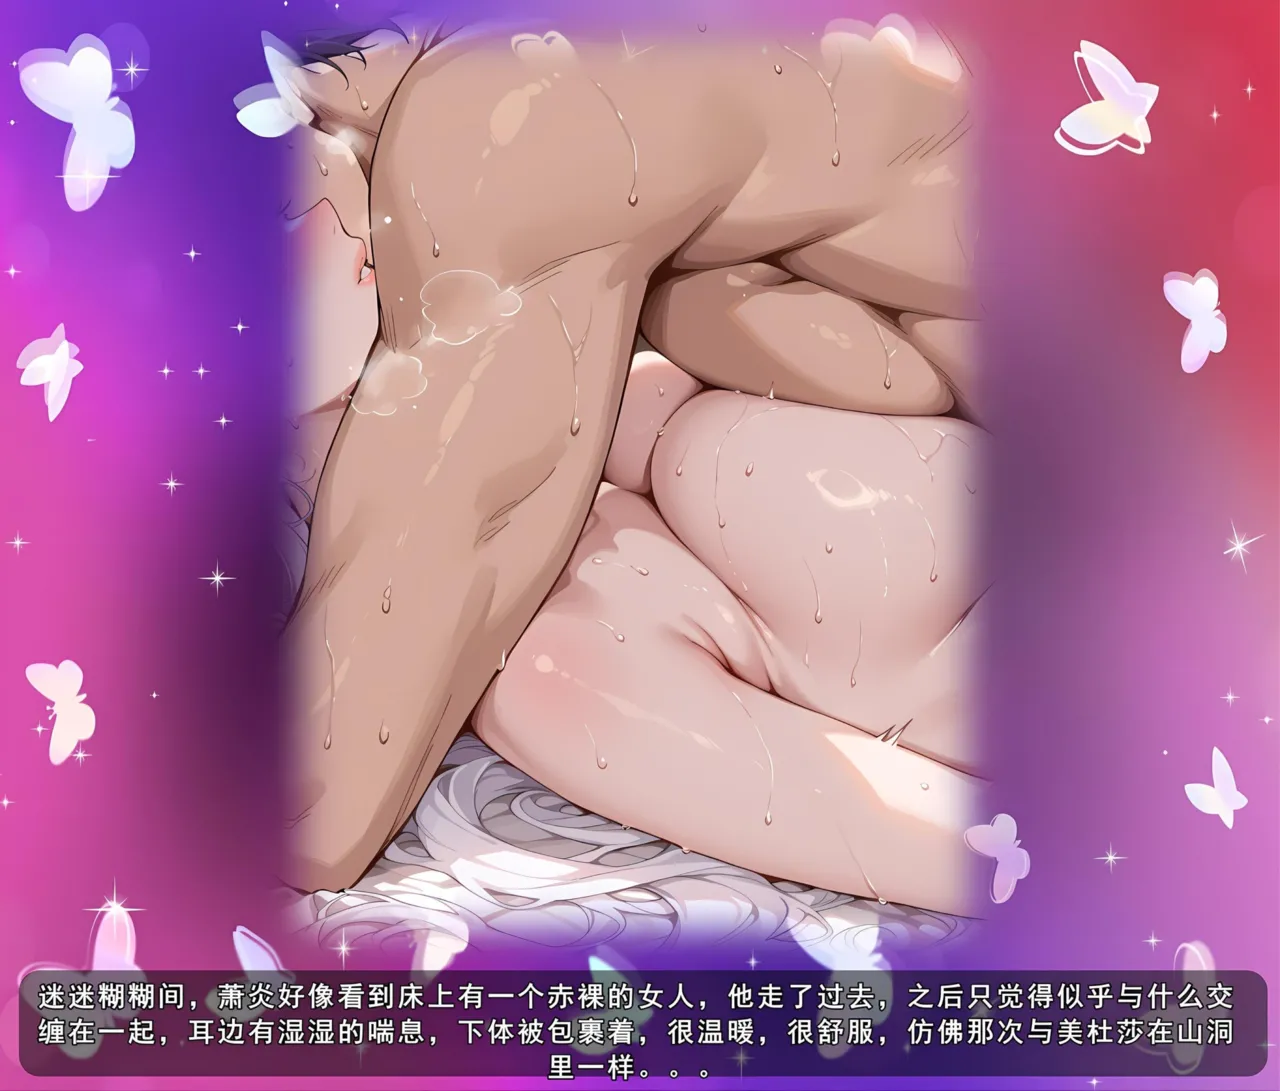 迷迷糊糊间，萧炎好像看到床上有一个赤裸的女人，他走了过去，之后只觉得似乎与什么交
缠在一起，耳边有湿湿的喘息，下体被包裹着，很温暖，很舒服，仿佛那次与美杜莎在山洞
里一样。。。